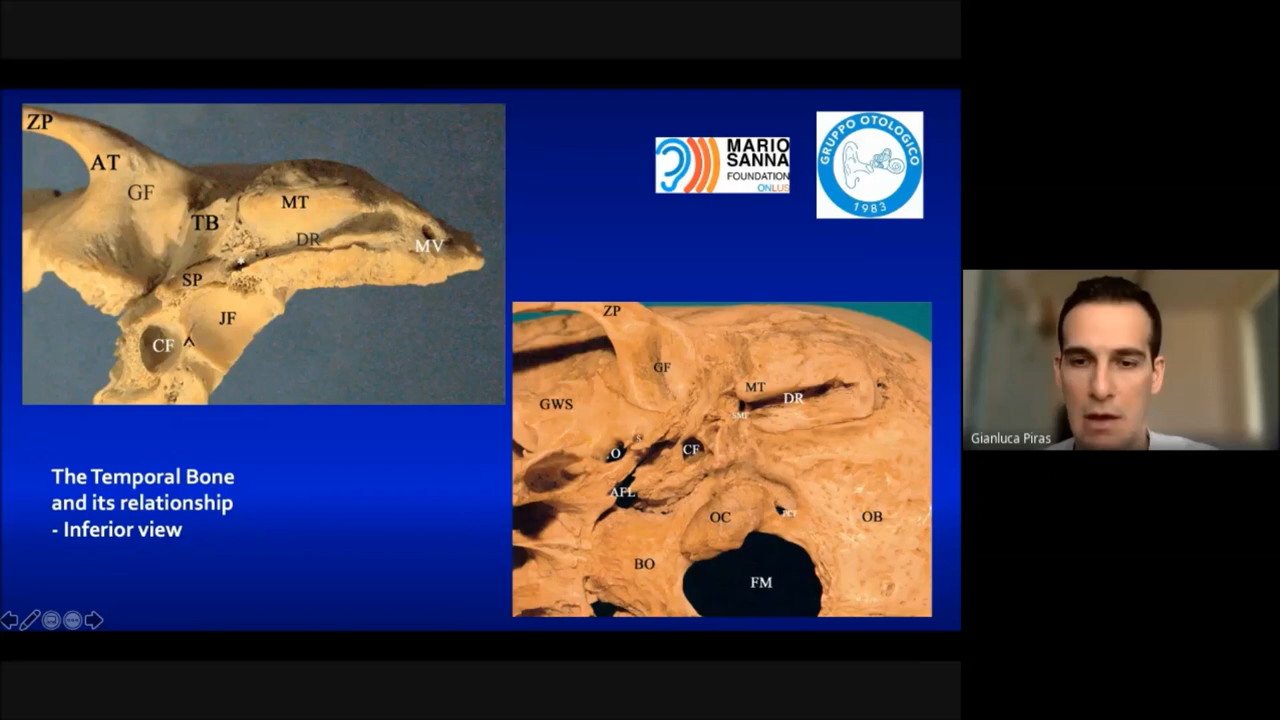 ZP
AT
GF
TB
MT
DR
MV
*
SP
JF
CF
MARIO
SANNA
FOUNDATION
ONLUS
GRUPPO OTOLOGICO
1983
ZP
GF
MT
DR
GWS
CF
AFL
OC
OB
BO
FM
The Temporal Bone
and its relationship
- Inferior view
Gianluca Piras